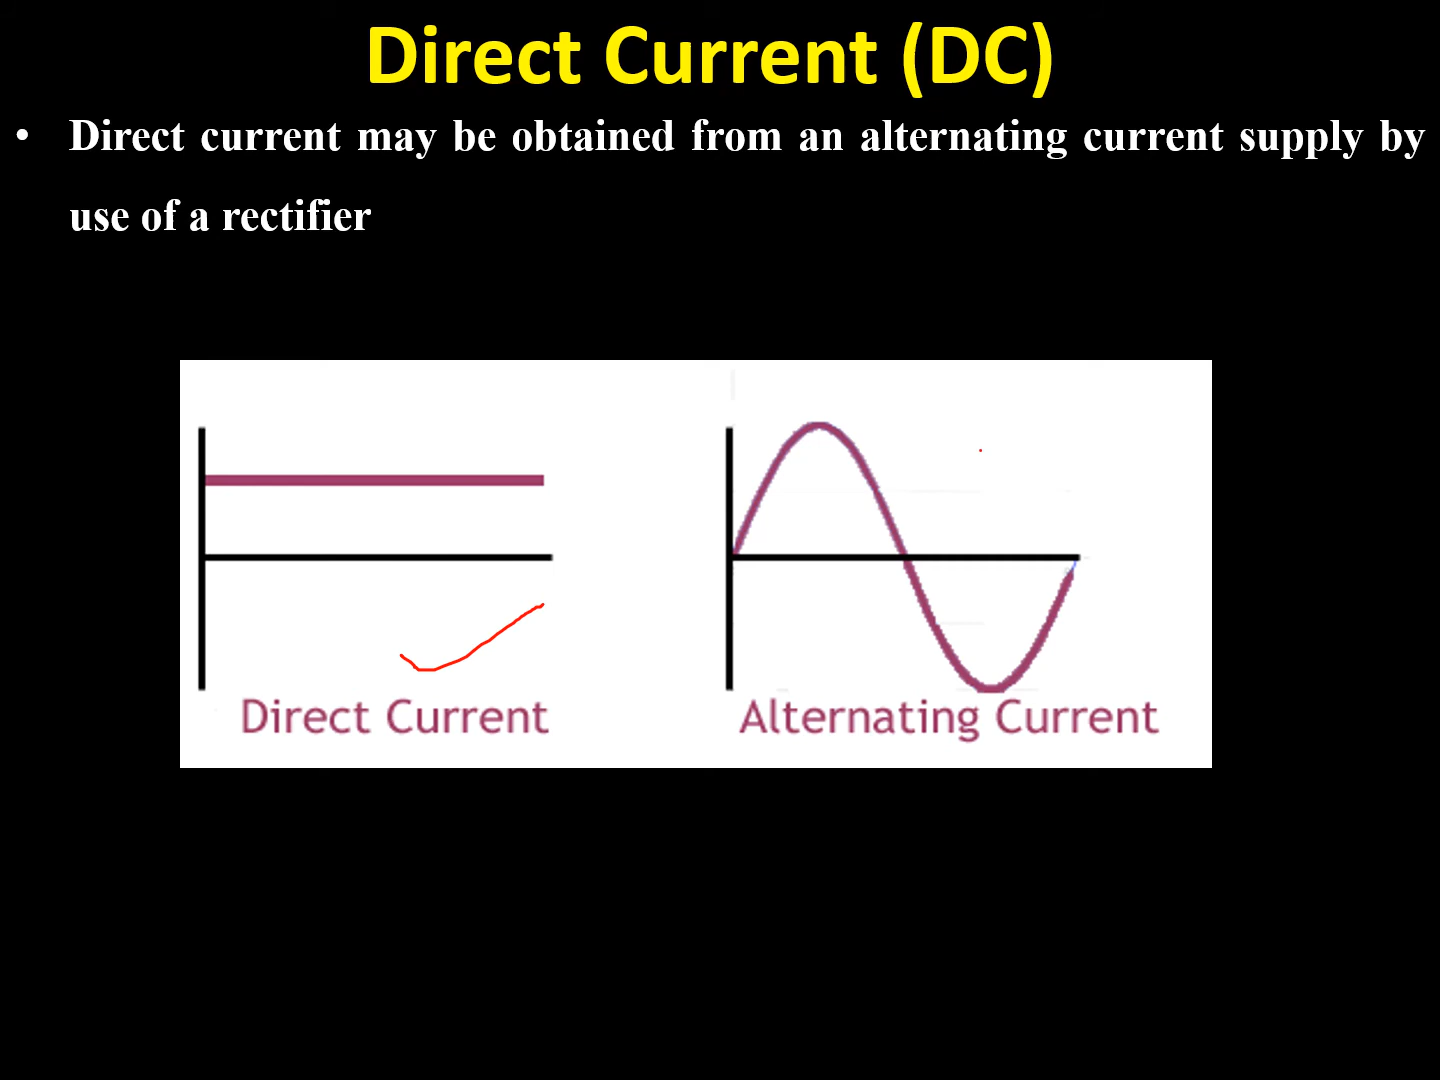 Direct Current (DC)
• Direct current may be obtained from an alternating current supply by
use of a rectifier
Direct Current
Alternating Current